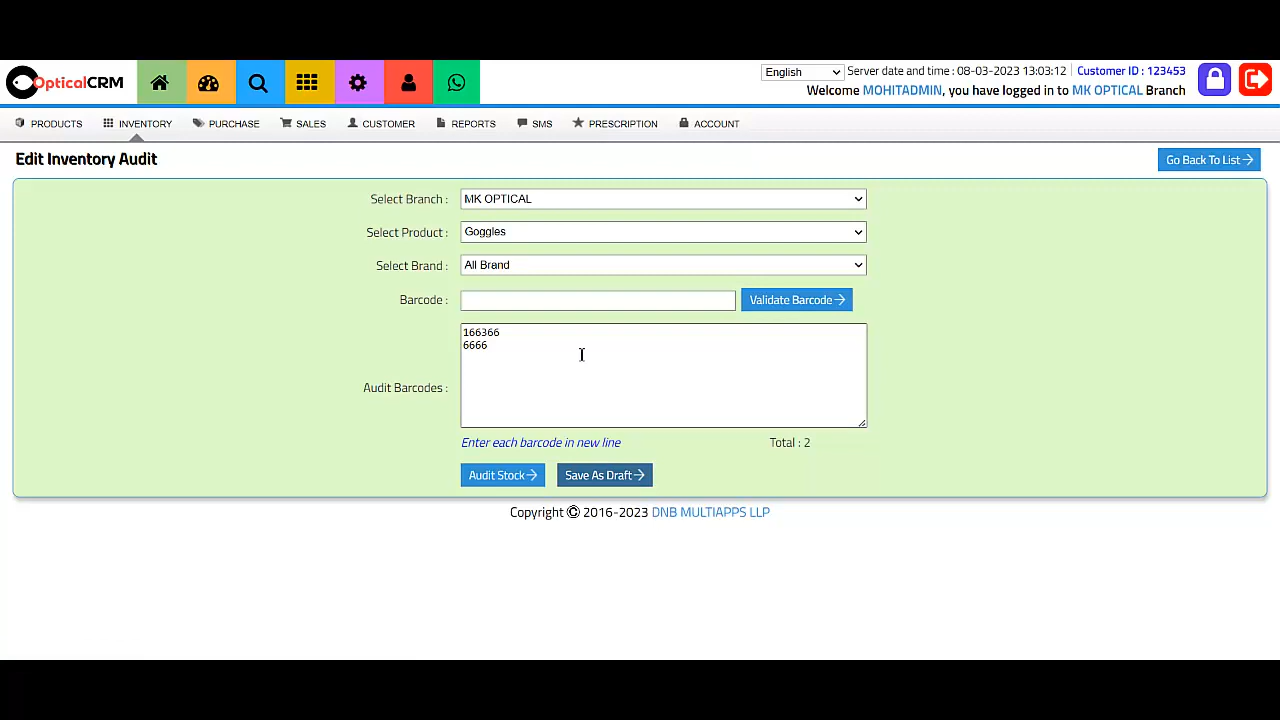 OpticalCRM
English
Server date and time : 08-03-2023 13:03:12
Customer ID : 123453
Welcome MOHITADMIN, you have logged in to MK OPTICAL Branch
PRODUCTS INVENTORY PURCHASE SALES CUSTOMER REPORTS SMS PRESCRIPTION ACCOUNT
Edit Inventory Audit
Go Back To List
Select Branch : MK OPTICAL
Select Product : Goggles
Select Brand : All Brand
Barcode : Validate Barcode
Audit Barcodes :
166366
6666
Enter each barcode in new line Total : 2
Audit Stock Save As Draft
Copyright © 2016-2023 DNB MULTIAPPS LLP